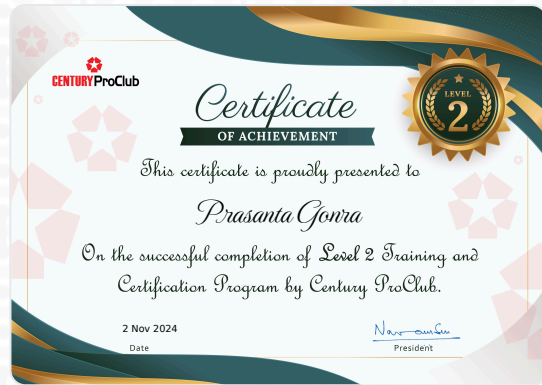 CENTURY ProClub
LEVEL
2
Certificate
OF ACHIEVEMENT
This certificate is proudly presented to
Prasanta Gonra
On the successful completion of Level 2 Training and
Certification Program by Century ProClub.
2 Nov 2024
Date
President